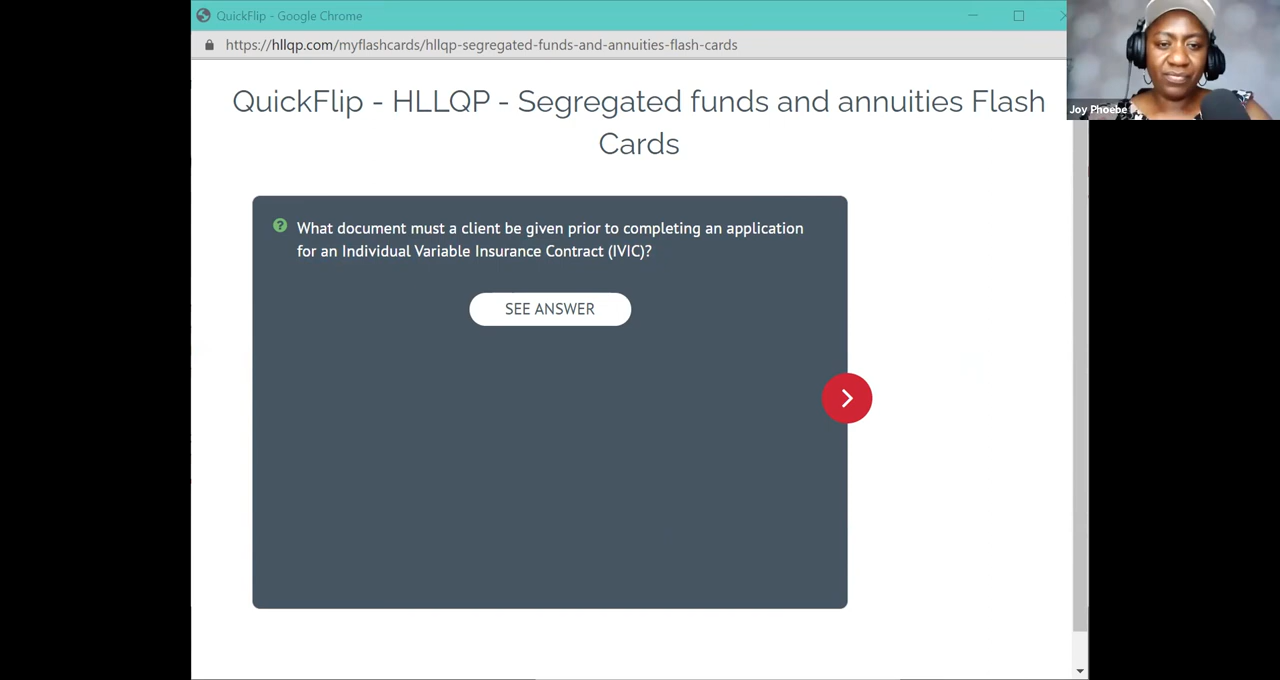 QuickFlip - Google Chrome
https://hllqp.com/myflashcards/hllqp-segregated-funds-and-annuities-flash-cards
Joy Phoebe
QuickFlip - HLLQP - Segregated funds and annuities Flash
Cards
? What document must a client be given prior to completing an application
for an Individual Variable Insurance Contract (IVIC)?
SEE ANSWER